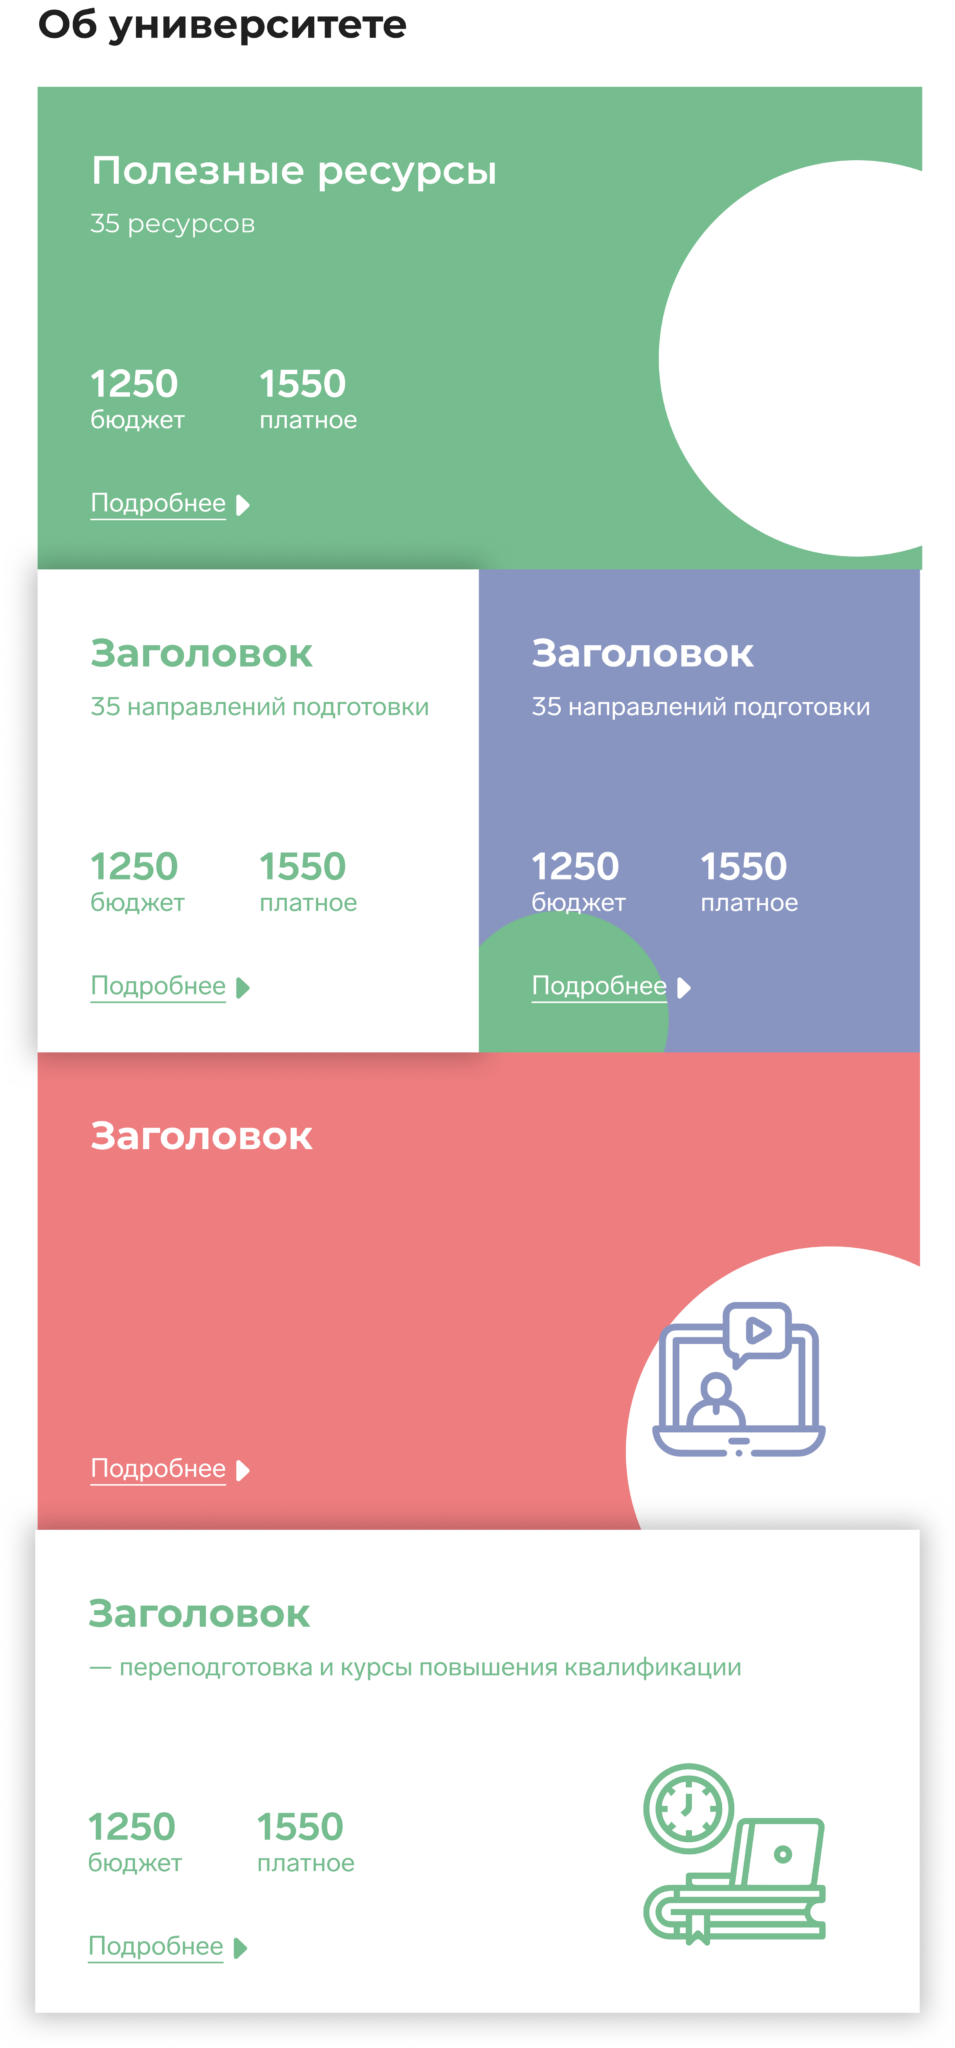 Об университете
Полезные ресурсы
35 ресурсов
1250 1550
бюджет платное
Подробнее
Заголовок
35 направлений подготовки
1250 1550
бюджет платное
Подробнее
Заголовок
35 направлений подготовки
1250 1550
бюджет платное
Подробнее
Заголовок
Подробнее
Заголовок
— переподготовка и курсы повышения квалификации
1250 1550
бюджет платное
Подробнее